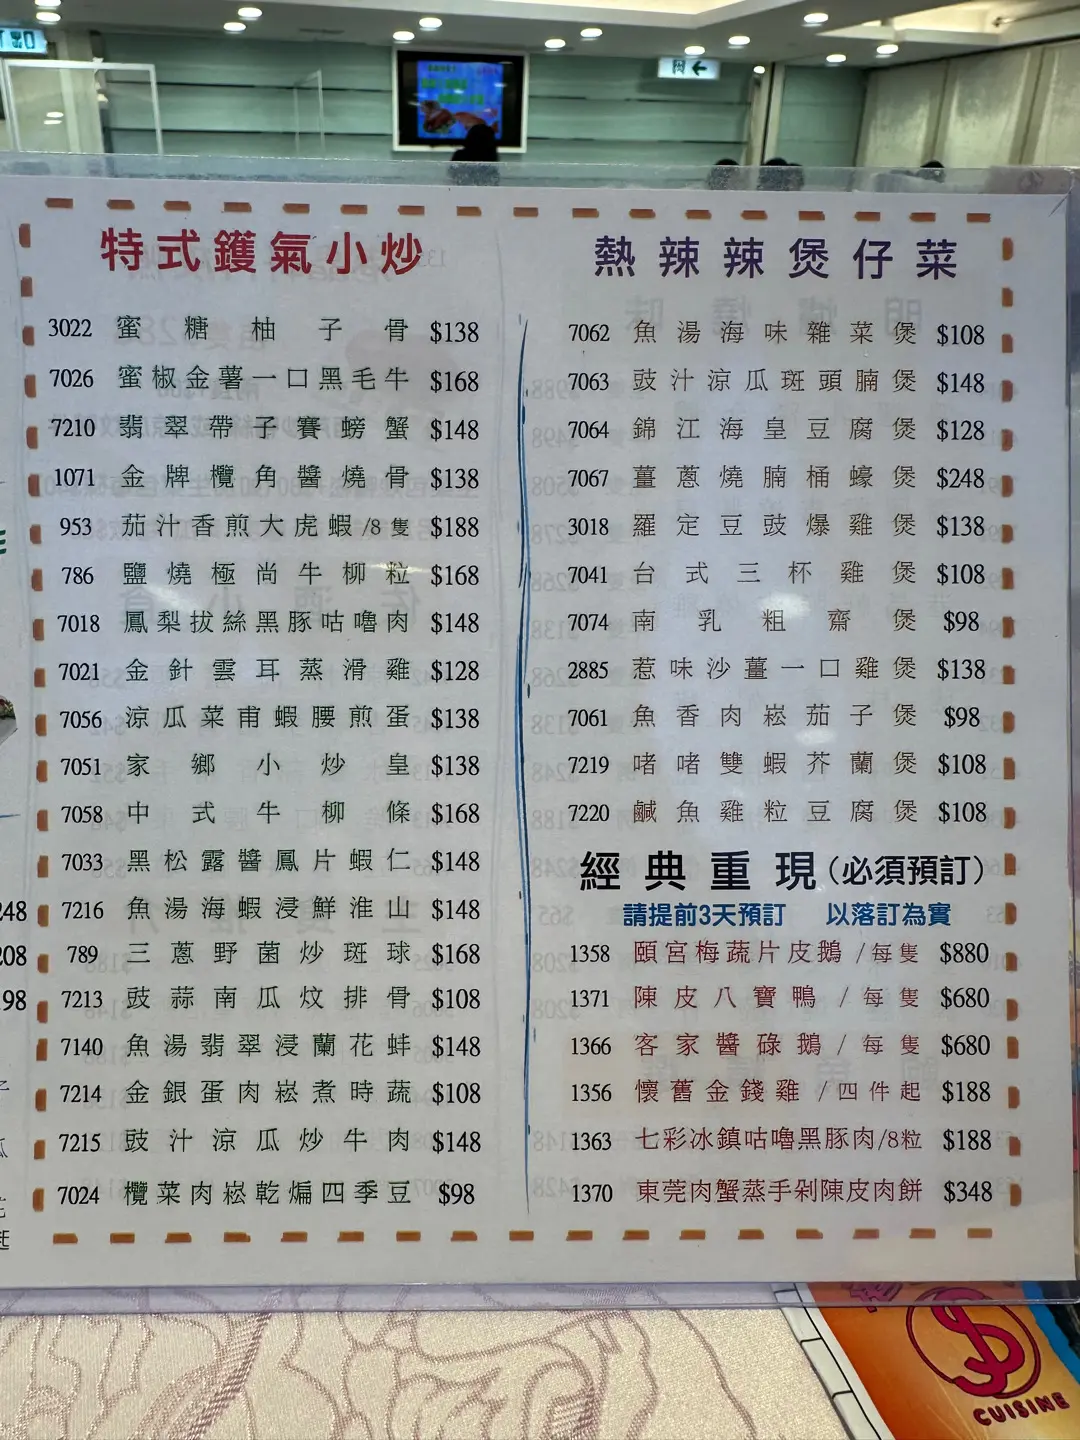 出口
特式鑊氣小炒
3022 蜜糖柚子骨 $138
7026 蜜椒金薯一口黑毛牛 $168
7210 翡翠帶子賽螃蟹 $148
1071 金牌欖角醬燒骨 $138
953 茄汁香煎大虎蝦/8隻 $188
786 鹽燒極尚牛柳粒 $168
7018 鳳梨拔絲黑豚咕嚕肉 $148
7021 金針雲耳蒸滑雞 $128
7056 涼瓜菜甫蝦腰煎蛋 $138
7051 家鄉小炒皇 $138
7058 中式牛柳條 $168
7033 黑松露醬鳳片蝦仁 $148
7216 魚湯海蝦浸鮮淮山 $148
789 三蔥野菌炒斑球 $168
7213 豉蒜南瓜炆排骨 $108
7140 魚湯翡翠浸蘭花蚌 $148
7214 金銀蛋肉崧煮時蔬 $108
7215 豉汁涼瓜炒牛肉 $148
7024 欖菜肉崧乾煸四季豆 $98
熱辣辣煲仔菜
7062 魚湯海味雜菜煲 $108
7063 豉汁涼瓜斑頭腩煲 $148
7064 錦江海皇豆腐煲 $128
7067 薑蔥燒腩桶蠔煲 $248
3018 羅定豆豉爆雞煲 $138
7041 台式三杯雞煲 $108
7074 南乳粗齋煲 $98
2885 惹味沙薑一口雞煲 $138
7061 魚香肉崧茄子煲 $98
7219 啫啫雙蝦芥蘭煲 $108
7220 鹹魚雞粒豆腐煲 $108
經典重現(必須預訂)
請提前3天預訂 以落訂為實
1358 頤宮梅蔬片皮鵝/每隻 $880
1371 陳皮八寶鴨/每隻 $680
1366 客家醬碌鵝/每隻 $680
1356 懷舊金錢雞/四件起 $188
1363 七彩冰鎮咕嚕黑豚肉/8粒 $188
1370 東莞肉蟹蒸手剁陳皮肉餅 $348
248
208
98
CUISINE